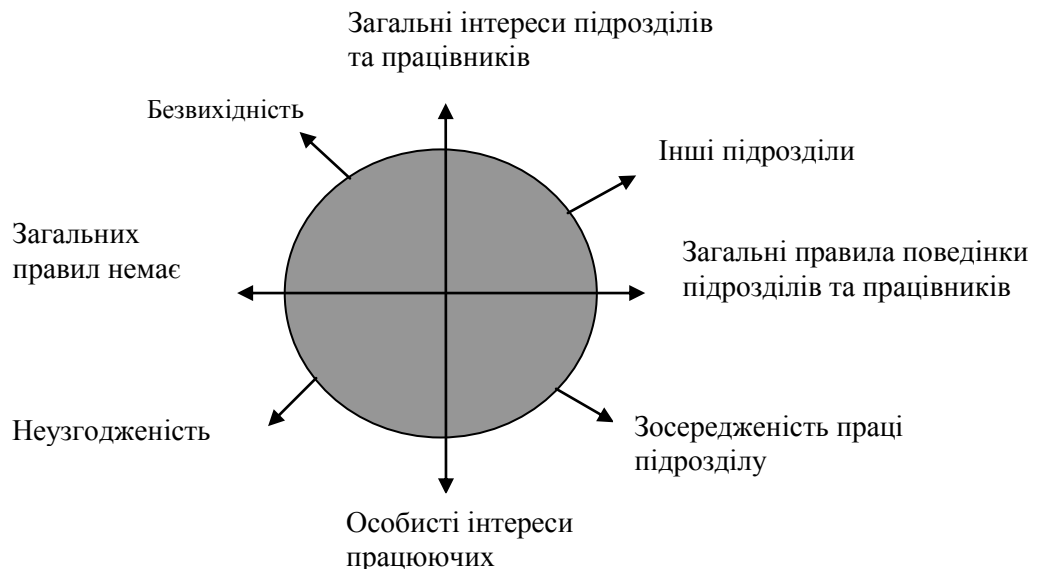 Загальні інтереси підрозділів
та працівників
Безвихідність
Інші підрозділи
Загальних
правил немає
Загальні правила поведінки
підрозділів та працівників
Неузгодженість
Зосередженість праці
підрозділу
Особисті інтереси
працюючих